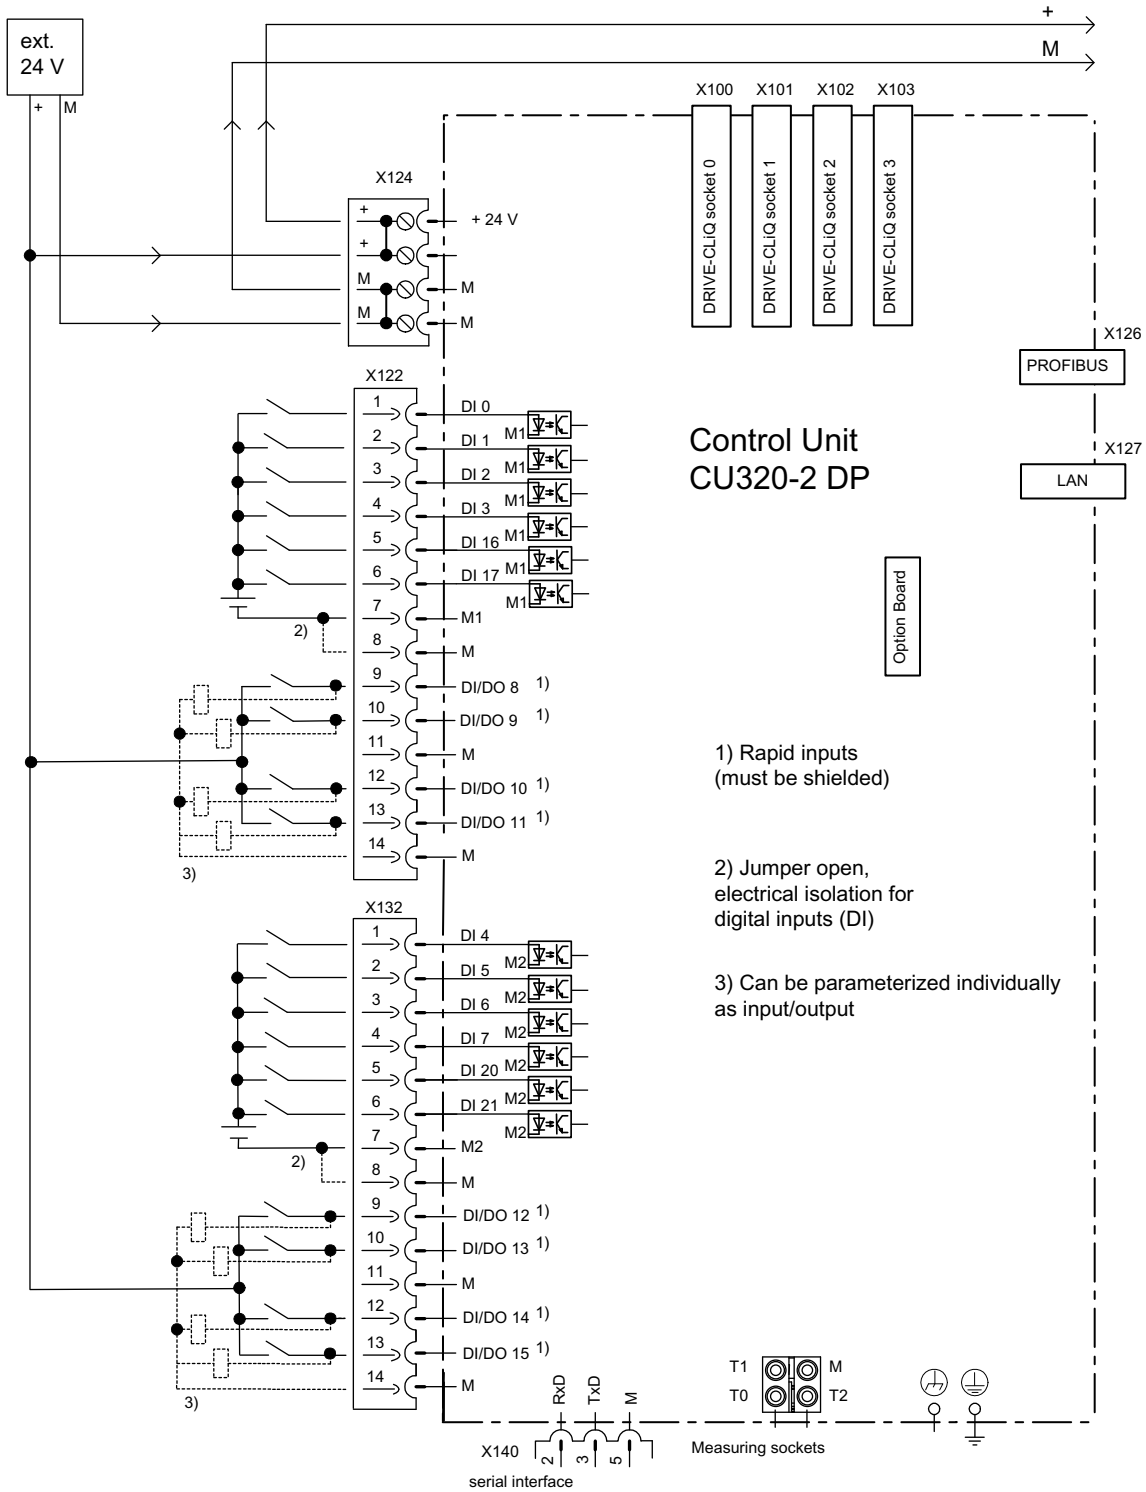 +
M
ext.
24 V
+ M
X100 X101 X102 X103
DRIVE-CLiQ socket 0
DRIVE-CLiQ socket 1
DRIVE-CLiQ socket 2
DRIVE-CLiQ socket 3
X124
+ + 24 V
+
M M
M M
X126
PROFIBUS
X127
LAN
Control Unit
CU320-2 DP
Option Board
X122
1 DI 0
M1
2 DI 1
M1
3 DI 2
M1
4 DI 3
M1
5 DI 16
M1
6 DI 17
M1
7 M1
2)
8 M
9 DI/DO 8 1)
10 DI/DO 9 1)
11 M
12 DI/DO 10 1)
13 DI/DO 11 1)
14 M
3)
1) Rapid inputs
(must be shielded)
2) Jumper open,
electrical isolation for
digital inputs (DI)
3) Can be parameterized individually
as input/output
X132
1 DI 4
M2
2 DI 5
M2
3 DI 6
M2
4 DI 7
M2
5 DI 20
M2
6 DI 21
M2
7 M2
2)
8 M
9 DI/DO 12 1)
10 DI/DO 13 1)
11 M
12 DI/DO 14 1)
13 DI/DO 15 1)
14 M
3)
RxD TxD M
X140 2 3 5
serial interface
T1 M
T0 T2
Measuring sockets